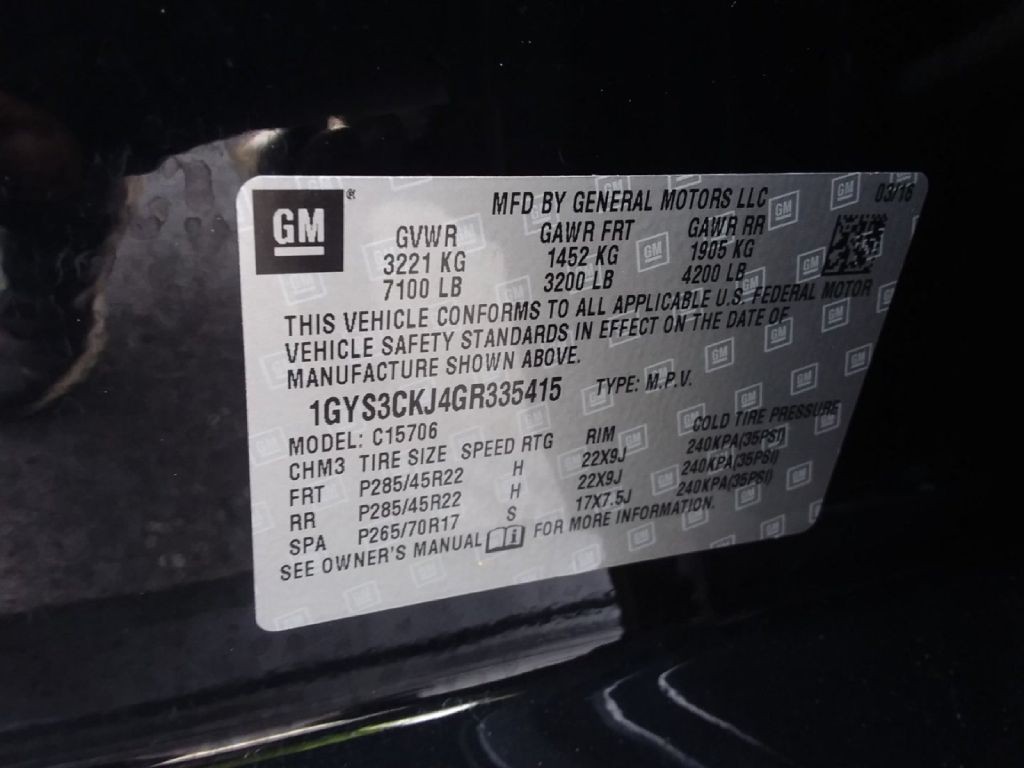 GM®
MFD BY GENERAL MOTORS LLC 03/16
GVWR GAWR FRT GAWR RR
3221 KG 1452 KG 1905 KG
7100 LB 3200 LB 4200 LB
THIS VEHICLE CONFORMS TO ALL APPLICABLE U.S. FEDERAL MOTOR
VEHICLE SAFETY STANDARDS IN EFFECT ON THE DATE OF
MANUFACTURE SHOWN ABOVE.
1GYS3CKJ4GR335415 TYPE: M.P.V.
MODEL: C15706
CHM3 TIRE SIZE SPEED RTG RIM COLD TIRE PRESSURE
FRT P285/45R22 H 22X9J 240KPA(35PSI)
RR P285/45R22 H 22X9J 240KPA(35PSI)
SPA P265/70R17 S 17X7.5J 240KPA(35PSI)
SEE OWNER'S MANUAL FOR MORE INFORMATION.